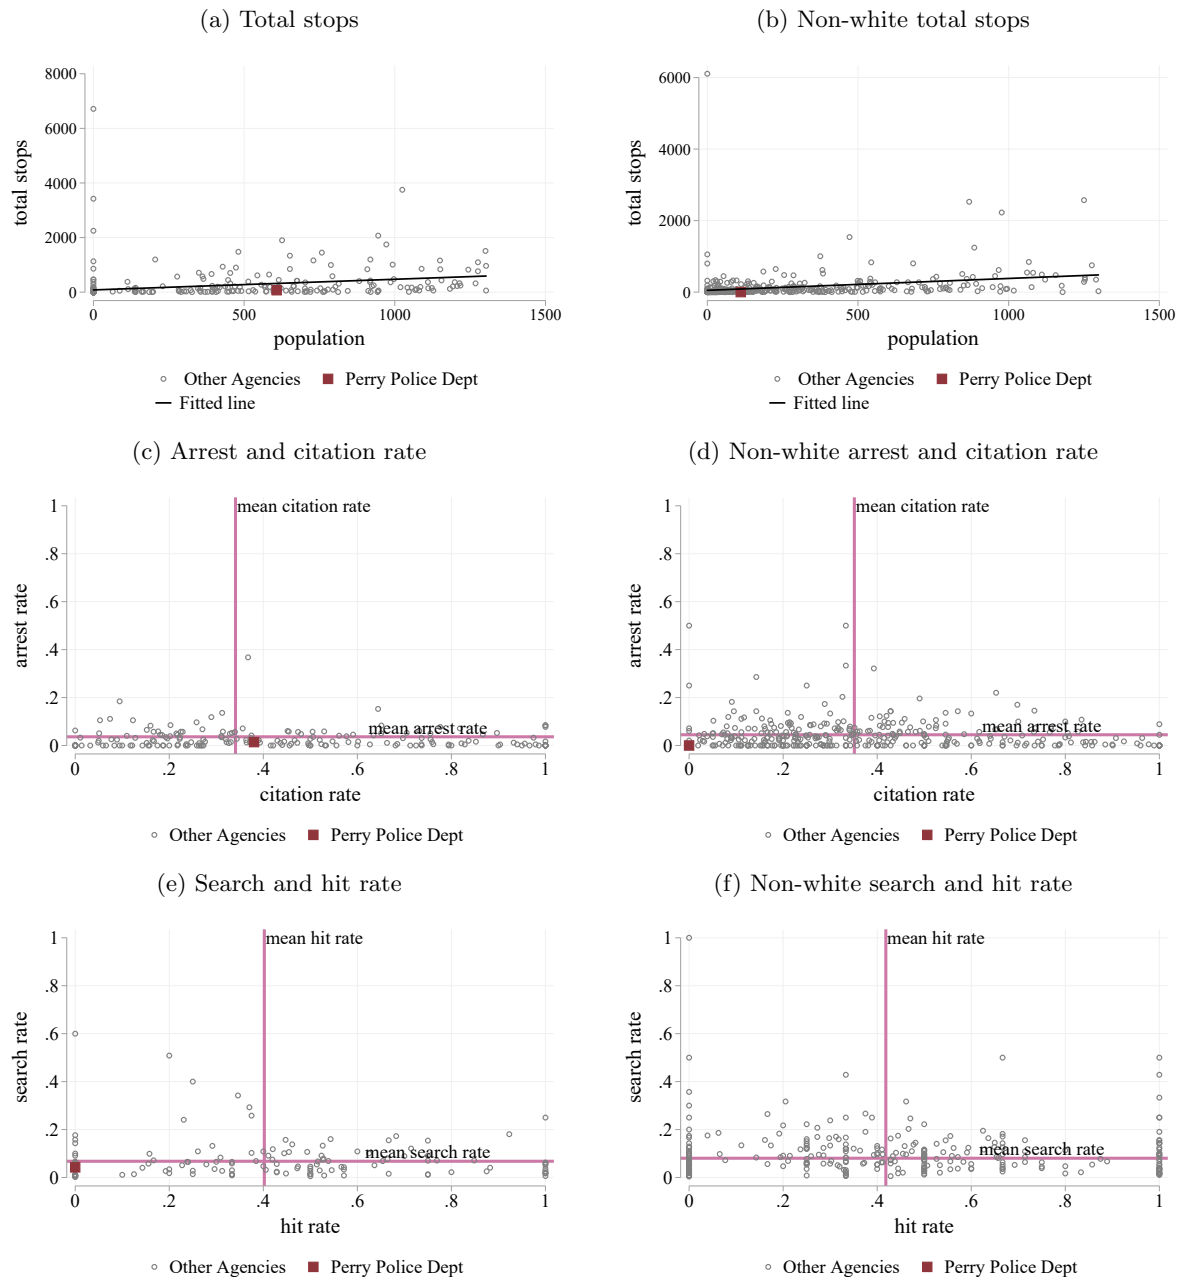 (a) Total stops
total stops
8000
6000
4000
2000
0
0 500 1000 1500
population
Other Agencies Perry Police Dept
Fitted line
(b) Non-white total stops
total stops
6000
4000
2000
0
0 500 1000 1500
population
Other Agencies Perry Police Dept
Fitted line
(c) Arrest and citation rate
arrest rate
1
.8
.6
.4
.2
0
mean citation rate
mean arrest rate
0 .2 .4 .6 .8 1
citation rate
Other Agencies Perry Police Dept
(d) Non-white arrest and citation rate
arrest rate
1
.8
.6
.4
.2
0
mean citation rate
mean arrest rate
0 .2 .4 .6 .8 1
citation rate
Other Agencies Perry Police Dept
(e) Search and hit rate
search rate
1
.8
.6
.4
.2
0
mean hit rate
mean search rate
0 .2 .4 .6 .8 1
hit rate
Other Agencies Perry Police Dept
(f) Non-white search and hit rate
search rate
1
.8
.6
.4
.2
0
mean hit rate
mean search rate
0 .2 .4 .6 .8 1
hit rate
Other Agencies Perry Police Dept